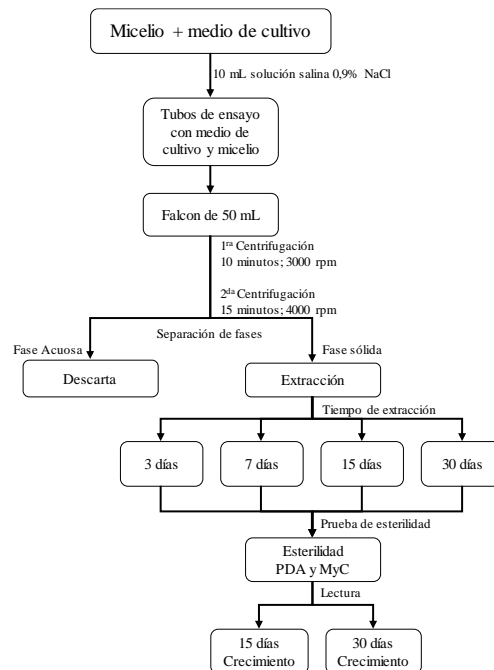 Micelio + medio de cultivo
10 mL solución salina 0,9% NaCl
Tubos de ensayo
con medio de
cultivo y micelio
Falcon de 50 mL
1ra Centrifugación
10 minutos; 3000 rpm
2da Centrifugación
15 minutos; 4000 rpm
Separación de fases
Fase Acuosa
Fase sólida
Descarta
Extracción
Tiempo de extracción
3 días
7 días
15 días
30 días
Prueba de esterilidad
Esterilidad
PDA y MyC
Lectura
15 días
Crecimiento
30 días
Crecimiento